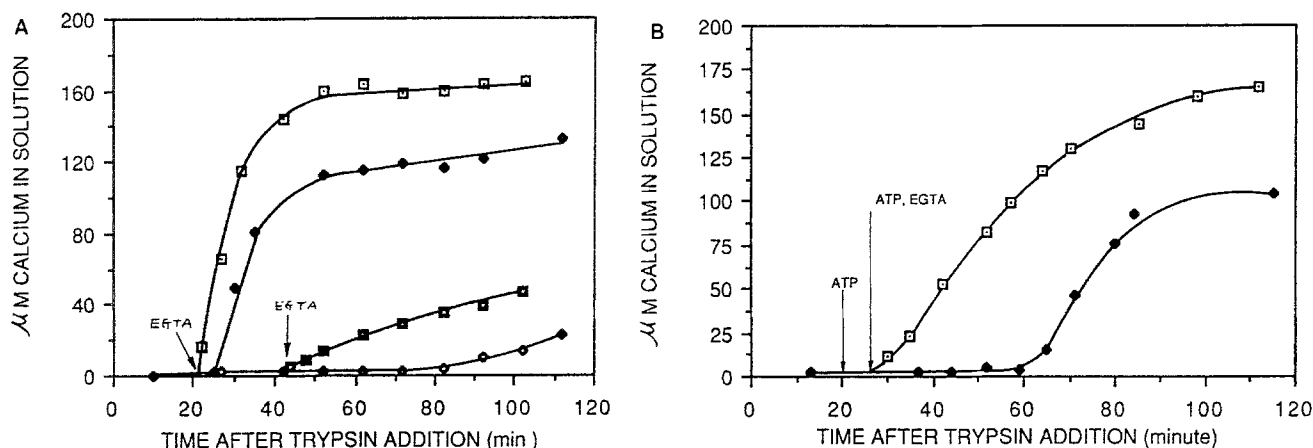 A
μM CALCIUM IN SOLUTION
200
160
120
80
40
0
EGTA
EGTA
0 20 40 60 80 100 120
TIME AFTER TRYPSIN ADDITION (min )
B
μM CALCIUM IN SOLUTION
200
175
150
125
100
75
50
25
0
ATP
ATP, EGTA
0 20 40 60 80 100 120
TIME AFTER TRYPSIN ADDITION (minute)